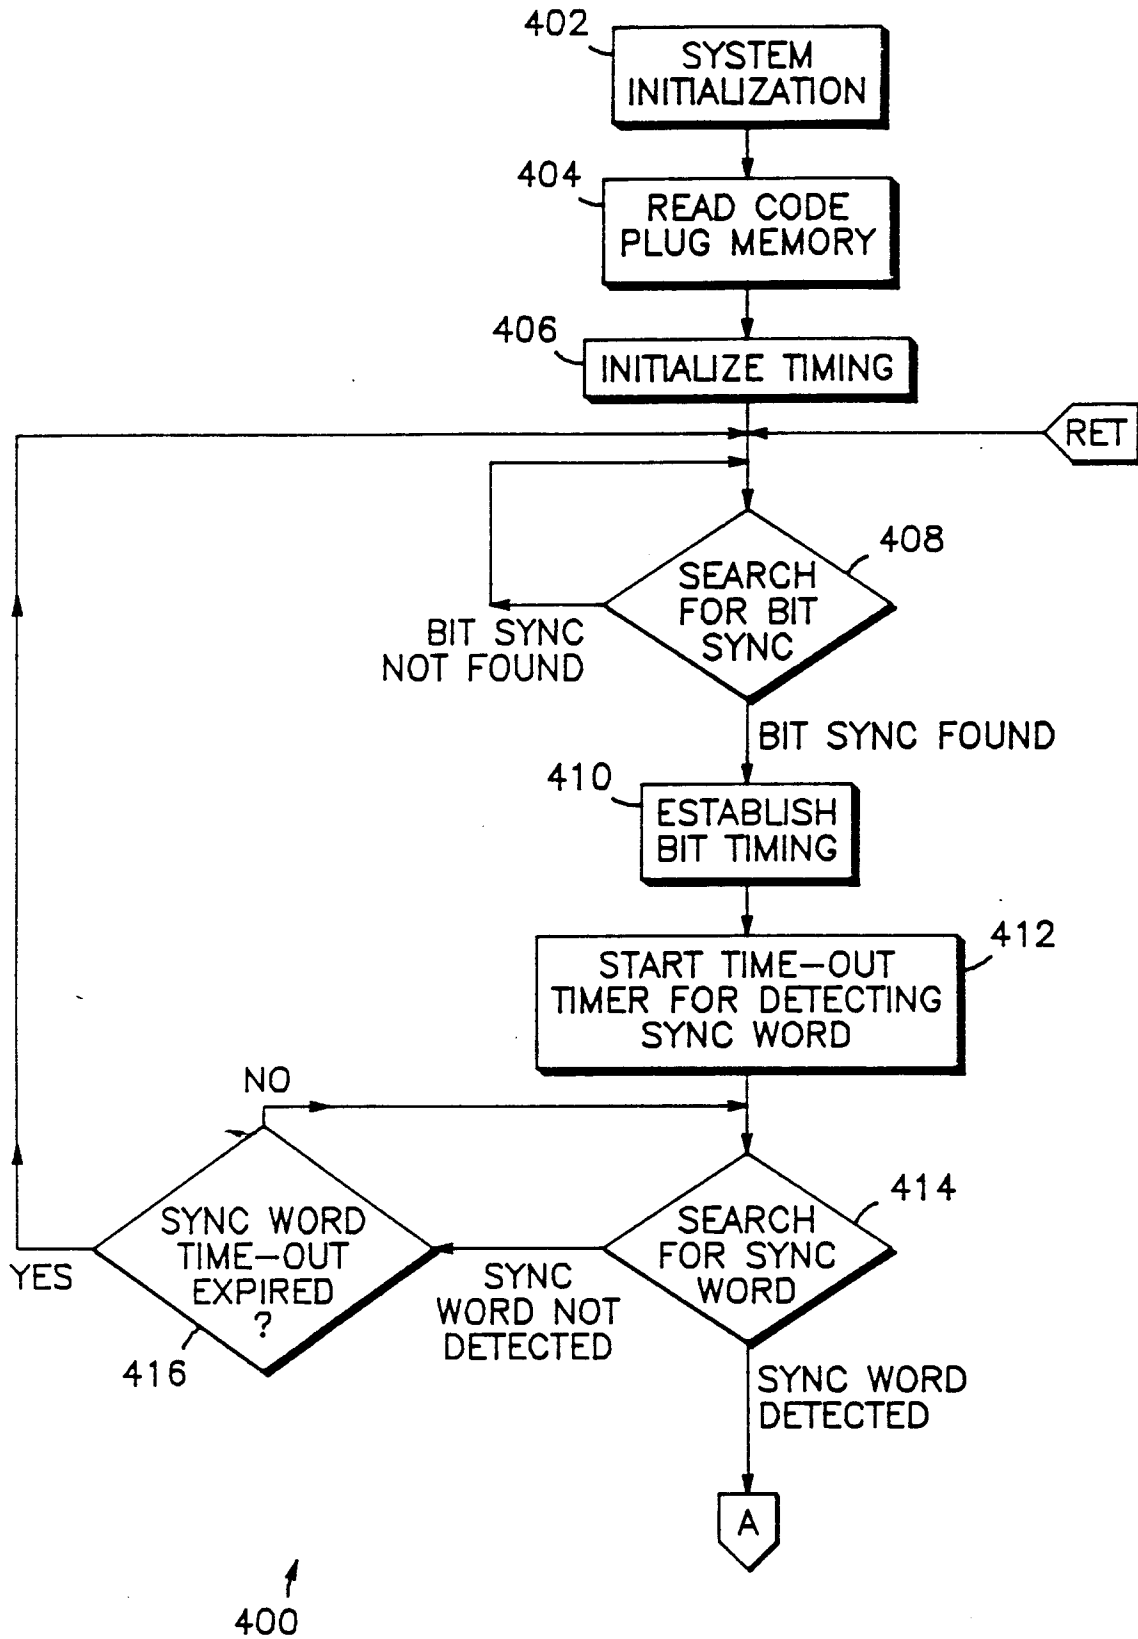 402
SYSTEM
INITIALIZATION
404
READ CODE
PLUG MEMORY
406
INITIALIZE TIMING
RET
408
SEARCH
FOR BIT
SYNC
BIT SYNC
NOT FOUND
BIT SYNC FOUND
410
ESTABLISH
BIT TIMING
412
START TIME-OUT
TIMER FOR DETECTING
SYNC WORD
NO
414
SEARCH
FOR SYNC
WORD
SYNC WORD
TIME-OUT
EXPIRED
?
YES
SYNC
WORD NOT
DETECTED
416
SYNC WORD
DETECTED
A
400